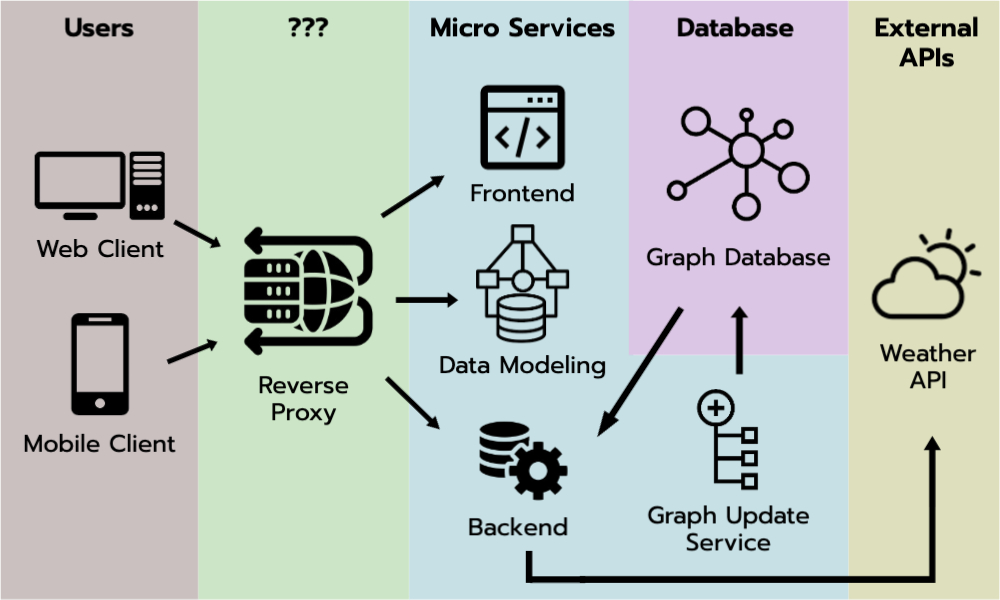 Users
???
Micro Services
Database
External
APIs
Web Client
Mobile Client
Reverse
Proxy
Frontend
Data Modeling
Backend
Graph Database
Graph Update
Service
Weather
API